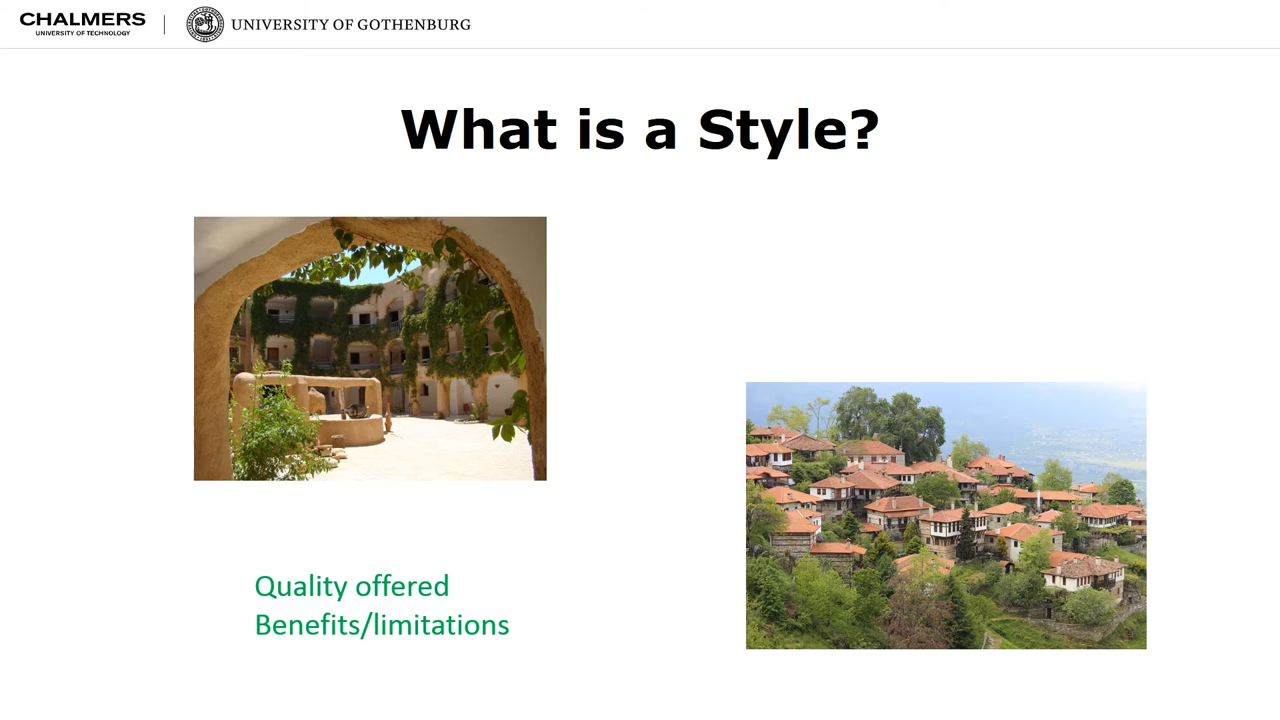 CHALMERS
UNIVERSITY OF TECHNOLOGY
UNIVERSITY OF GOTHENBURG
What is a Style?
Quality offered
Benefits/limitations